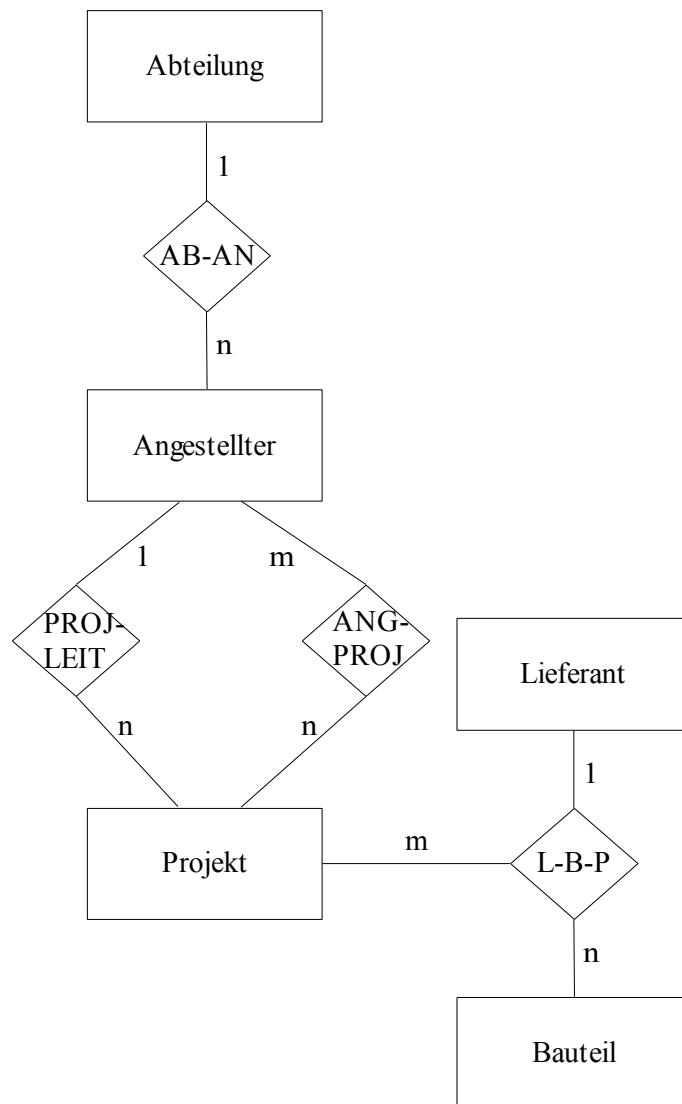 Abteilung
1
AB-AN
n
Angestellter
1
m
PROJ-
LEIT
ANG-
PROJ
Lieferant
n
n
1
Projekt
m
L-B-P
n
Bauteil